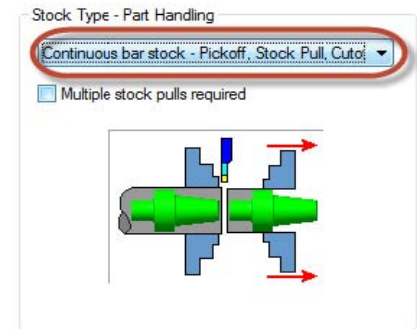 Stock Type - Part Handling
Continuous bar stock - Pickoff, Stock Pull, Cutof
Multiple stock pulls required